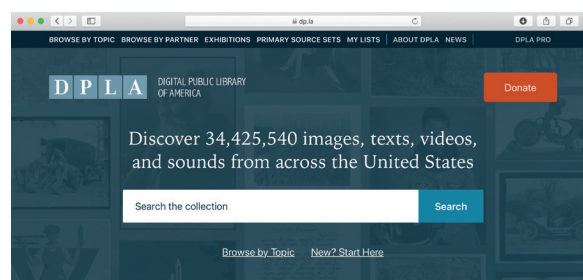 dp.la
BROWSE BY TOPIC BROWSE BY PARTNER EXHIBITIONS PRIMARY SOURCE SETS MY LISTS ABOUT DPLA NEWS DPLA PRO
DPLA
DIGITAL PUBLIC LIBRARY
OF AMERICA
Donate
Discover 34,425,540 images, texts, videos,
and sounds from across the United States
Search the collection Search
Browse by Topic New? Start Here